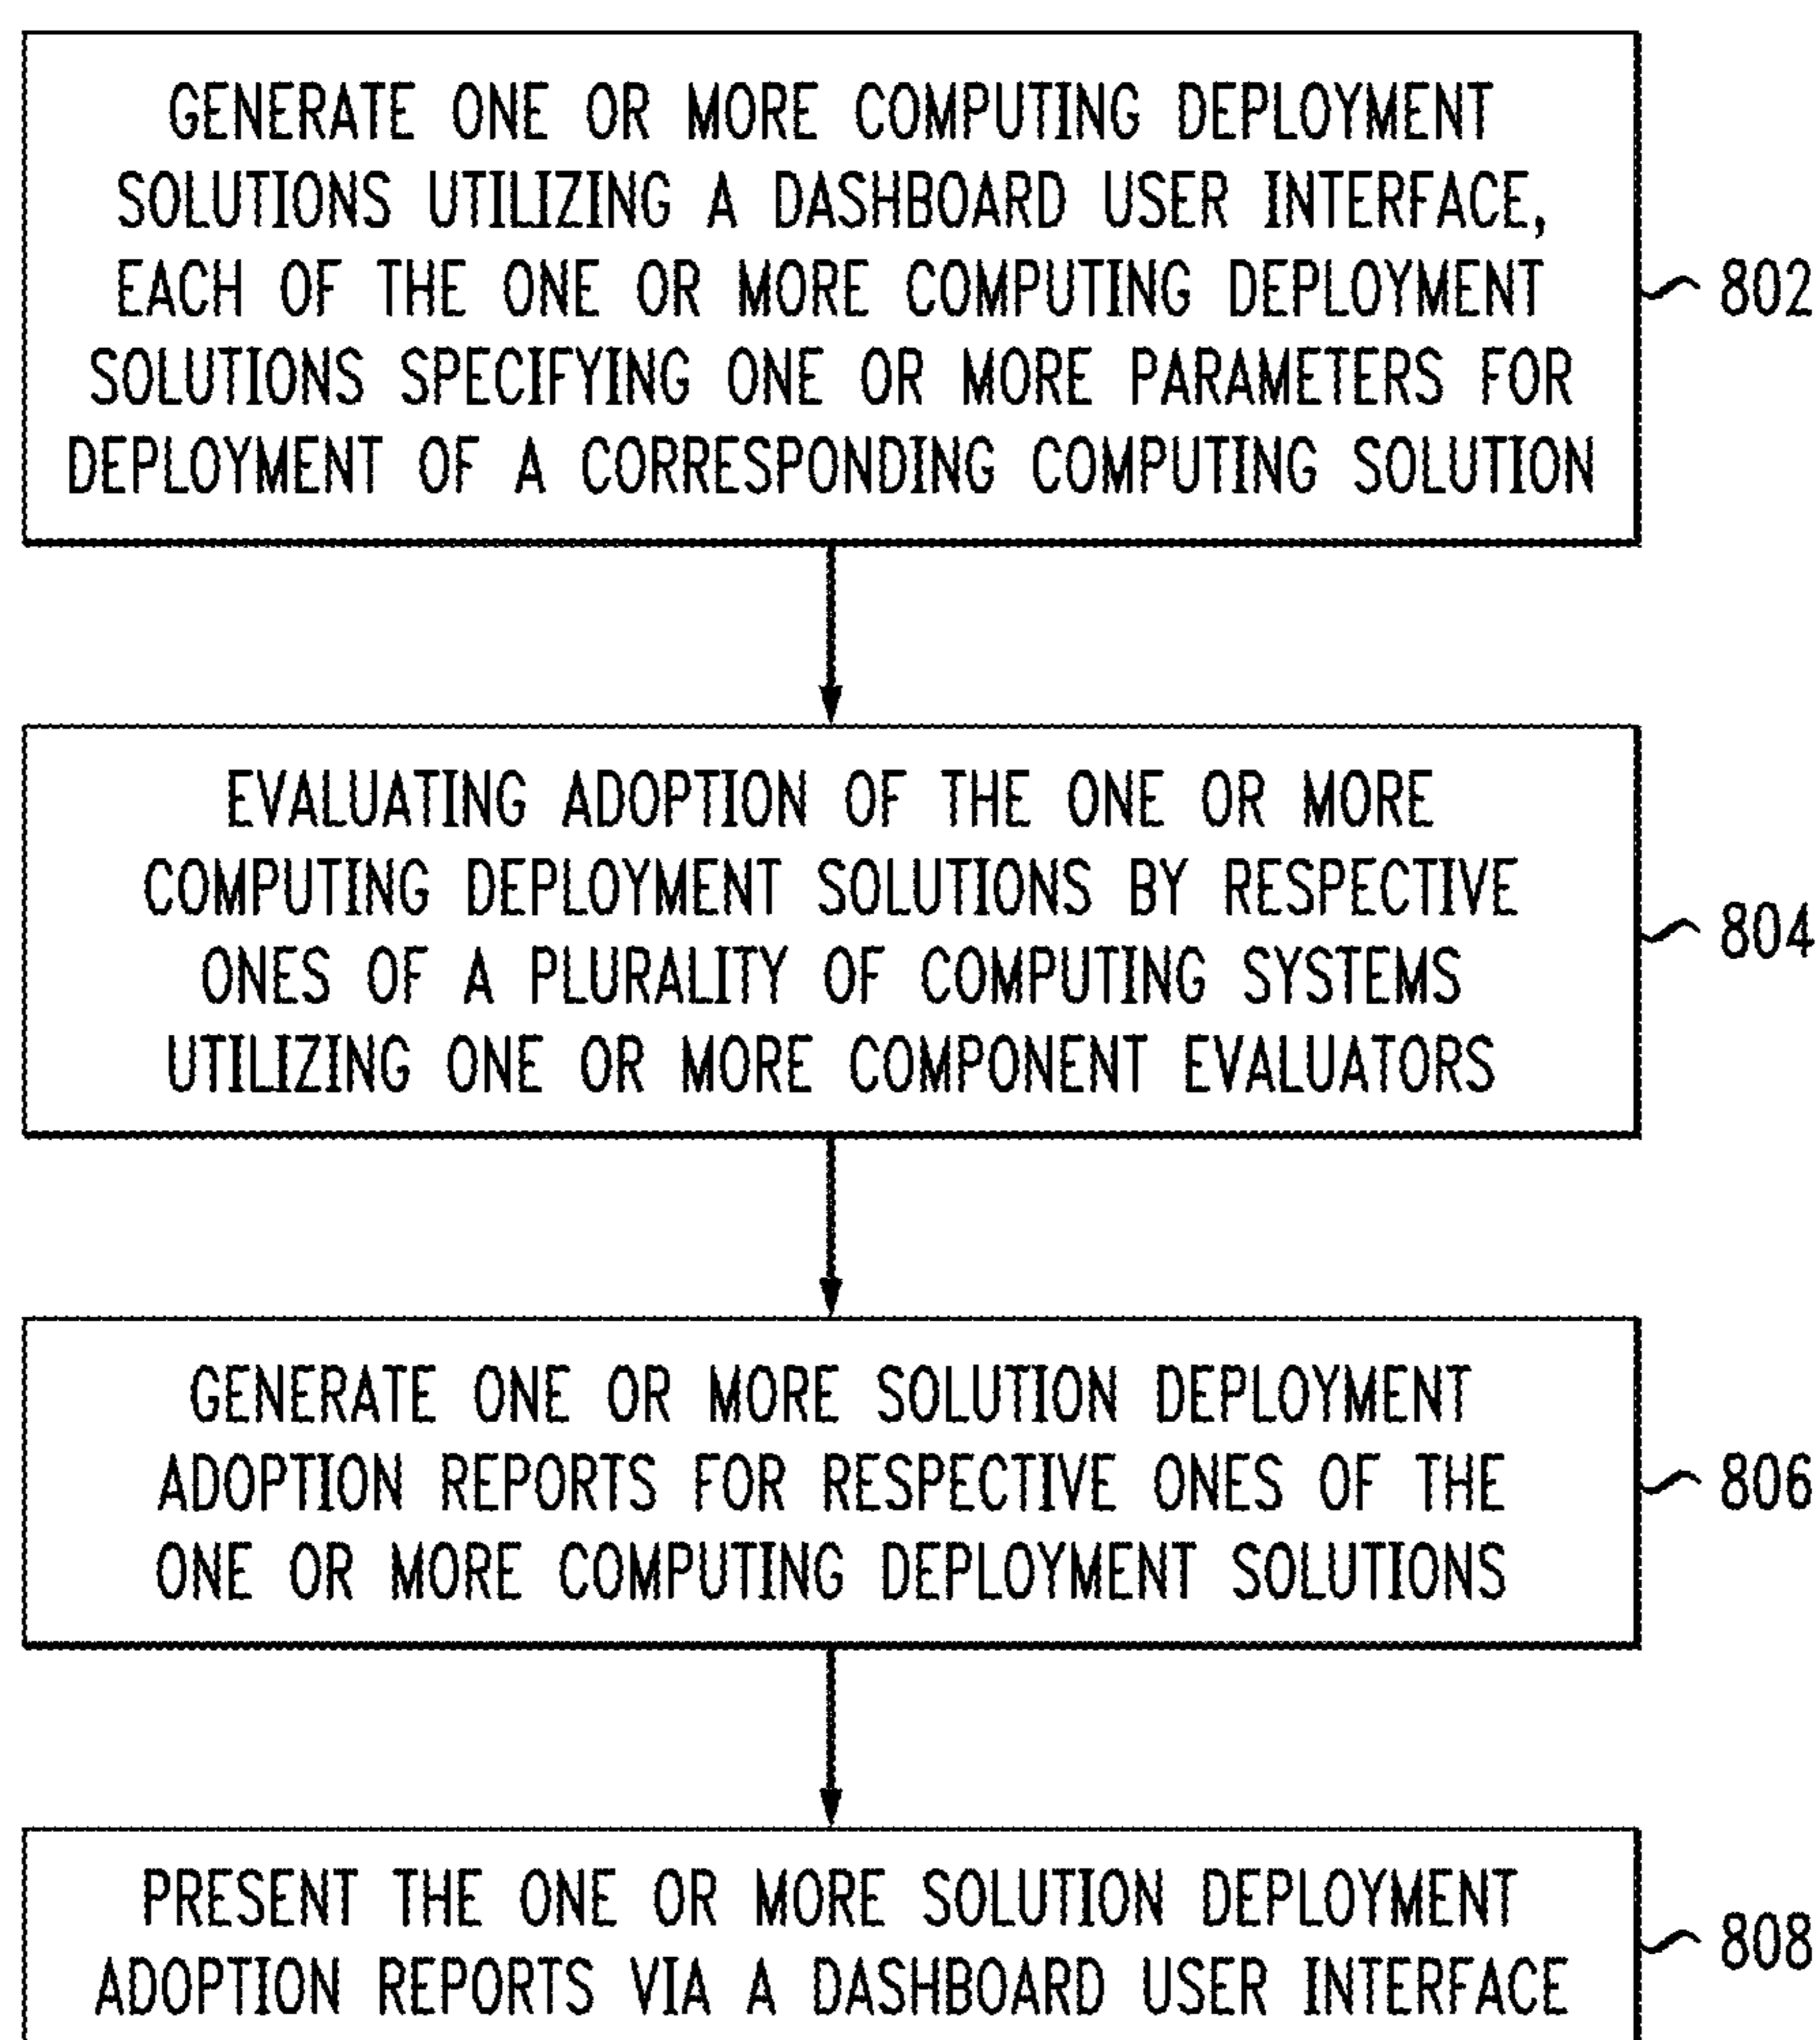 GENERATE ONE OR MORE COMPUTING DEPLOYMENT
SOLUTIONS UTILIZING A DASHBOARD USER INTERFACE,
EACH OF THE ONE OR MORE COMPUTING DEPLOYMENT
SOLUTIONS SPECIFYING ONE OR MORE PARAMETERS FOR
DEPLOYMENT OF A CORRESPONDING COMPUTING SOLUTION
802
EVALUATING ADOPTION OF THE ONE OR MORE
COMPUTING DEPLOYMENT SOLUTIONS BY RESPECTIVE
ONES OF A PLURALITY OF COMPUTING SYSTEMS
UTILIZING ONE OR MORE COMPONENT EVALUATORS
804
GENERATE ONE OR MORE SOLUTION DEPLOYMENT
ADOPTION REPORTS FOR RESPECTIVE ONES OF THE
ONE OR MORE COMPUTING DEPLOYMENT SOLUTIONS
806
PRESENT THE ONE OR MORE SOLUTION DEPLOYMENT
ADOPTION REPORTS VIA A DASHBOARD USER INTERFACE
808